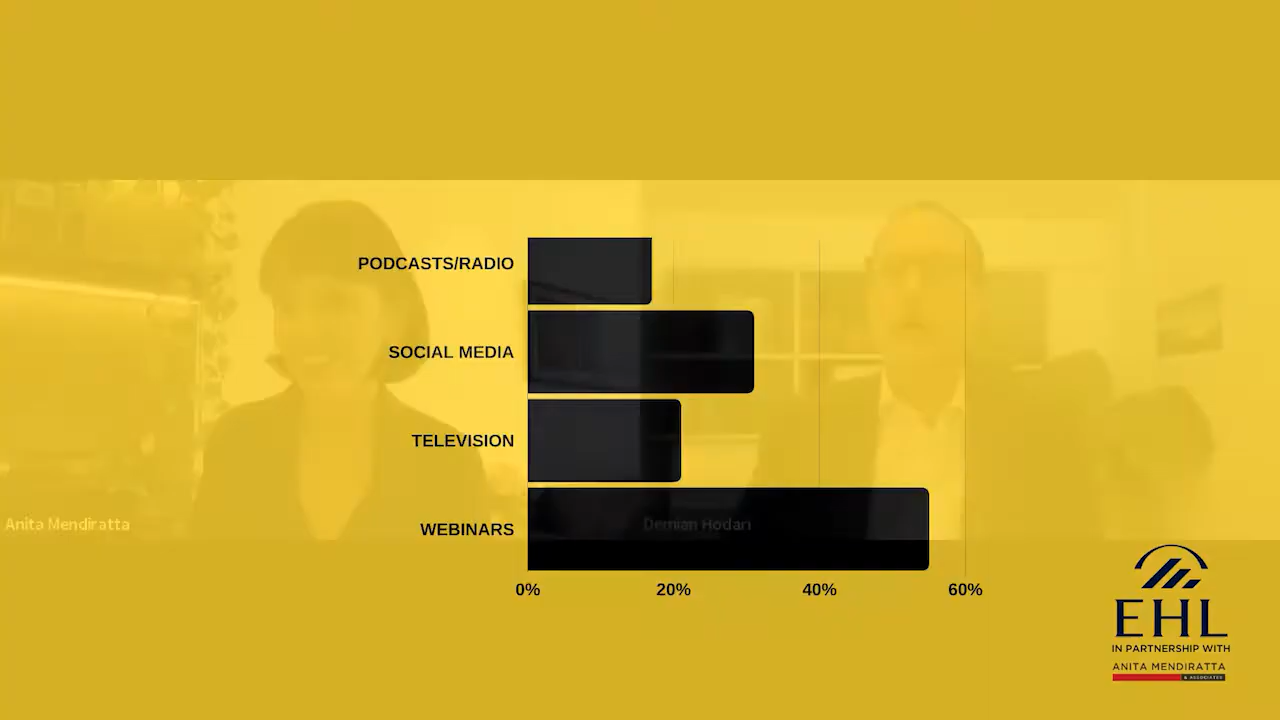 PODCASTS/RADIO
SOCIAL MEDIA
TELEVISION
Anita Mendiratta
Demian Hodari
WEBINARS
0% 20% 40% 60%
EHL
IN PARTNERSHIP WITH
ANITA MENDIRATTA
& ASSOCIATES